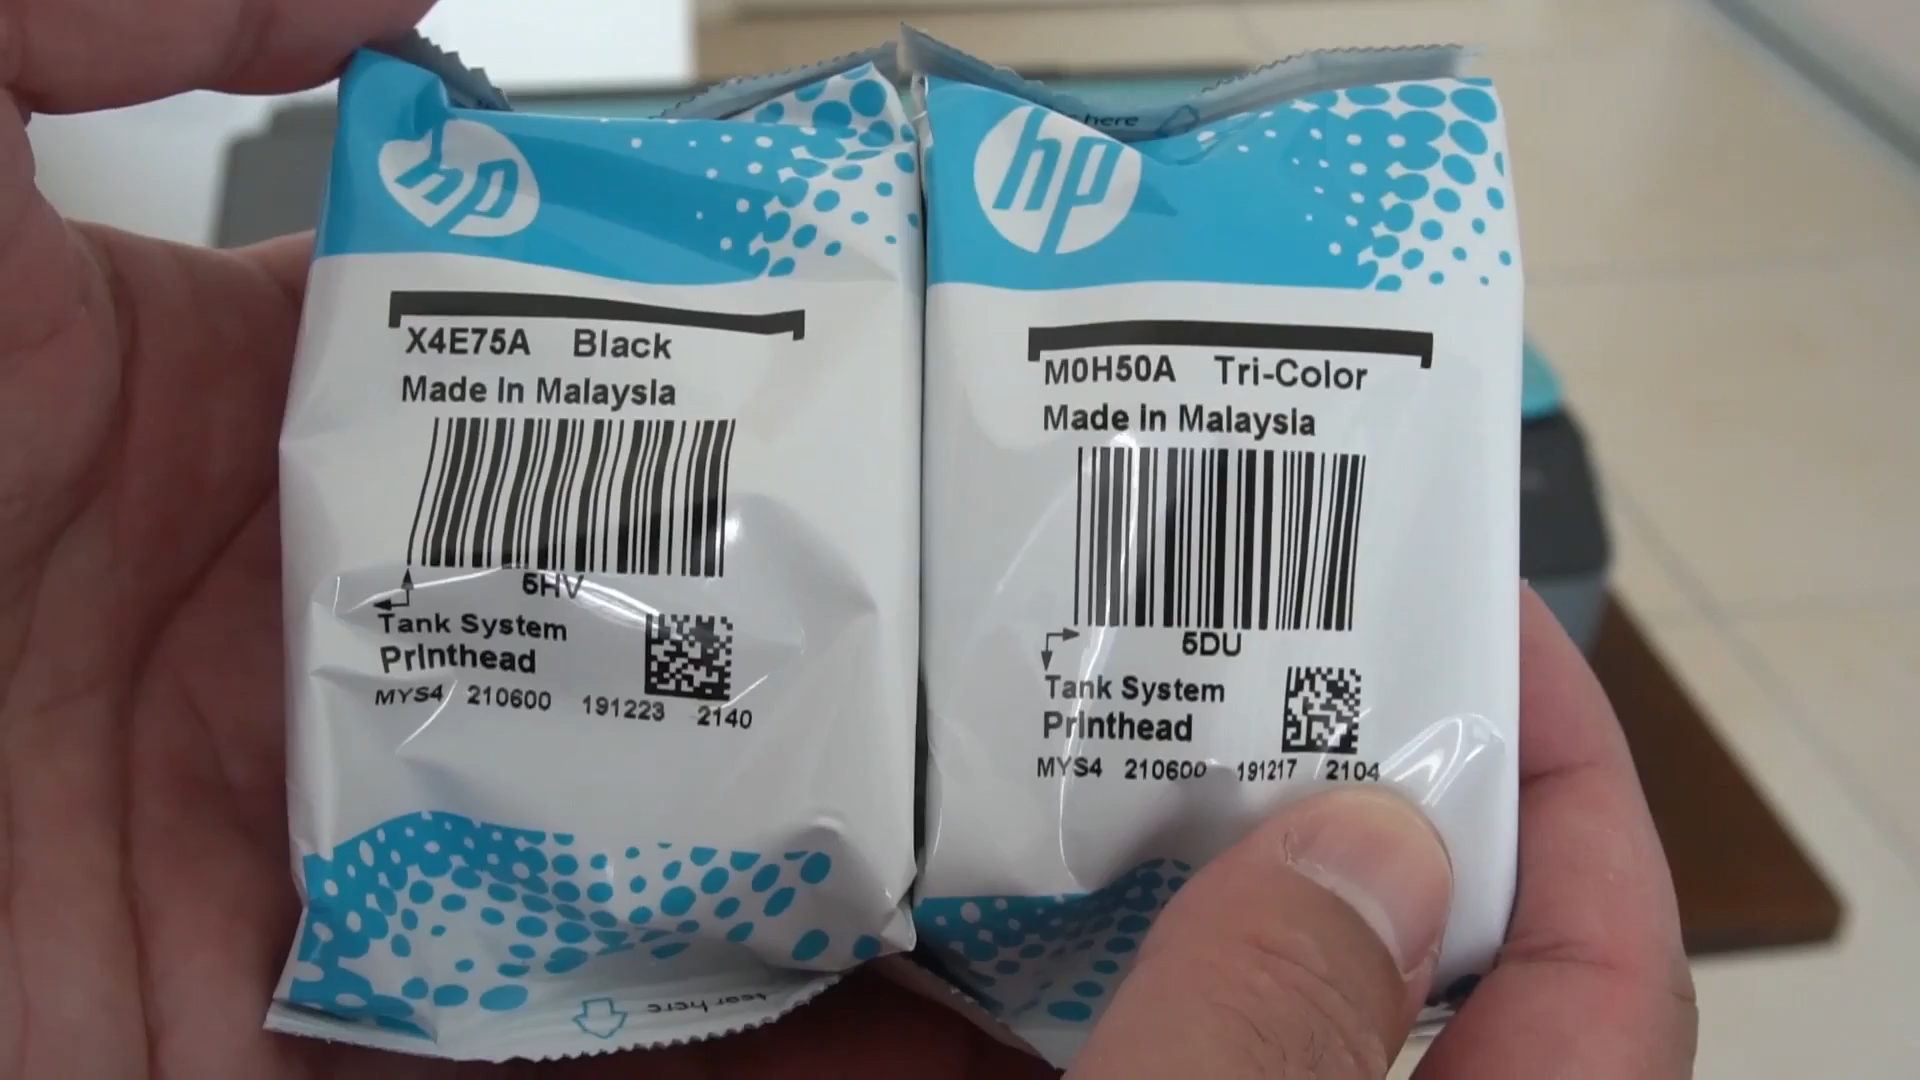 hp
X4E75A Black
Made In Malaysia
5HV
Tank System
Printhead
MYS4 210600 191223 2140
tear here
here
hp
M0H50A Tri-Color
Made in Malaysia
5DU
Tank System
Printhead
MYS4 210600 191217 2104